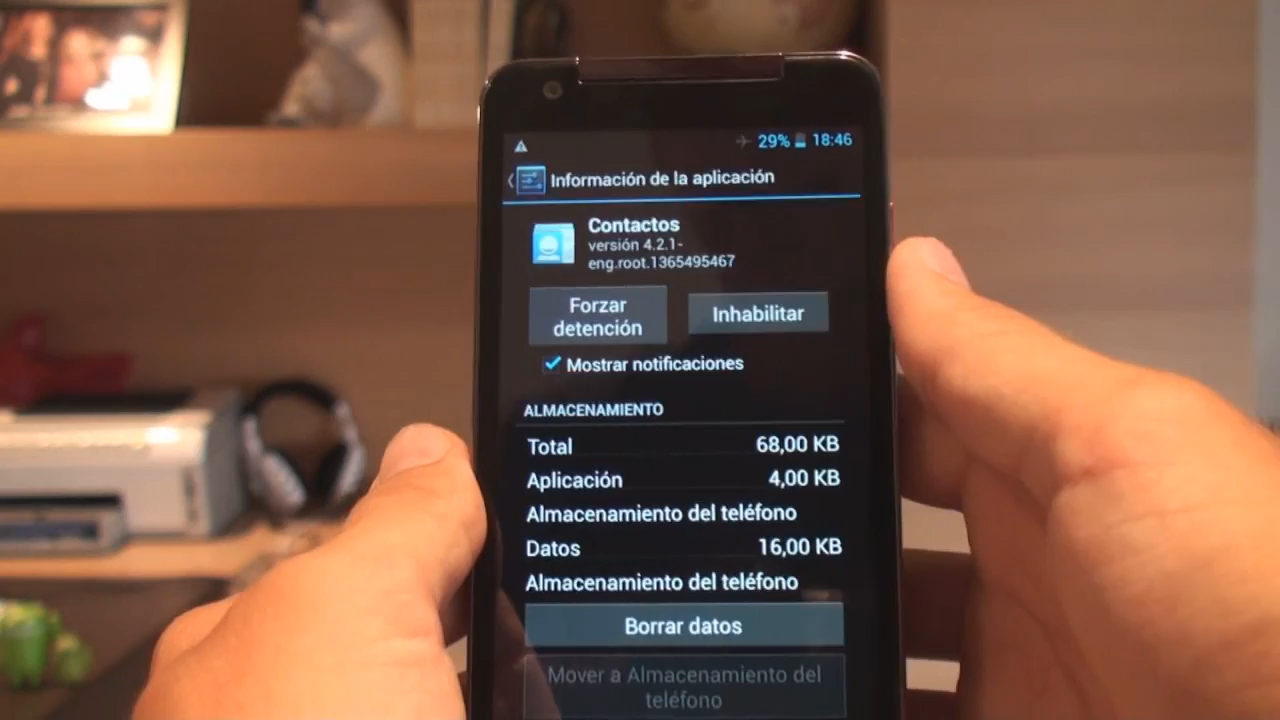 29% 18:46
Información de la aplicación
Contactos
versión 4.2.1-
eng.root.1365495467
Forzar
detención
Inhabilitar
Mostrar notificaciones
ALMACENAMIENTO
Total 68,00 KB
Aplicación 4,00 KB
Almacenamiento del teléfono
Datos 16,00 KB
Almacenamiento del teléfono
Borrar datos
Mover a Almacenamiento del
teléfono